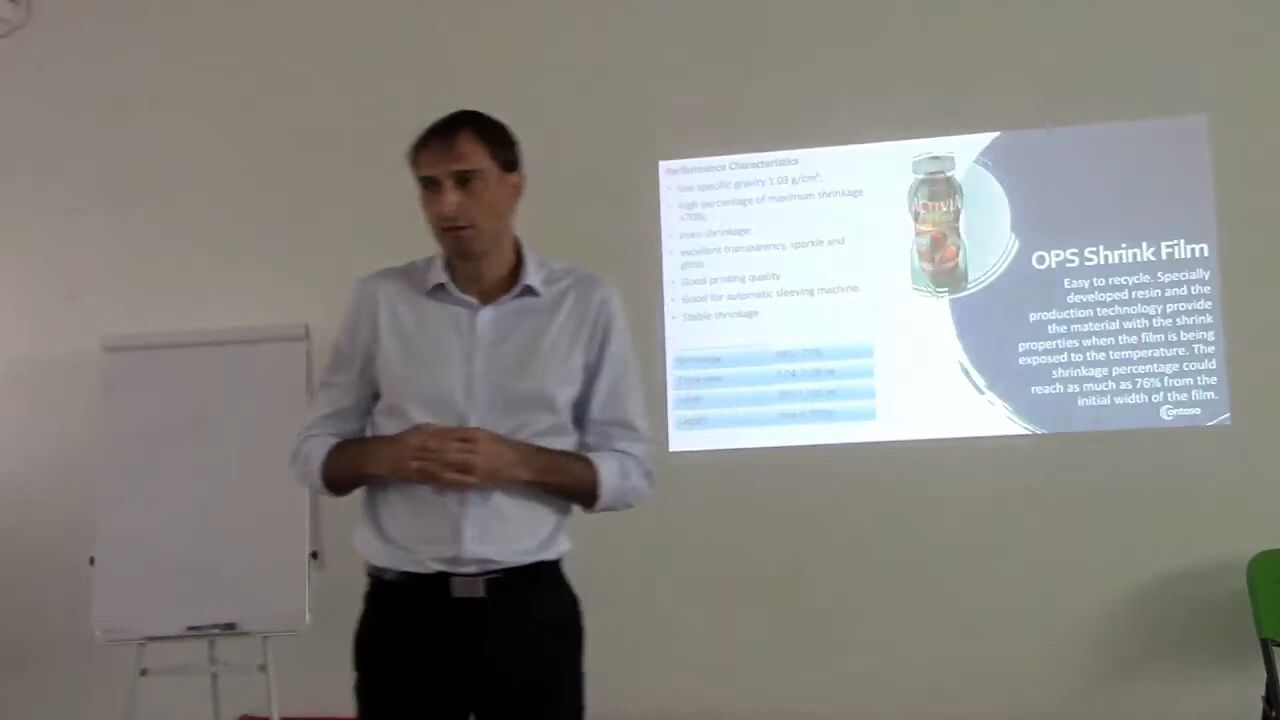 Performance Characteristics
low specific gravity 1.03 g/cm³.
high percentage of maximum shrinkage
>70%.
even shrinkage.
excellent transparency, sparkle and
gloss
Good printing quality
Good for automatic sleeving machine.
Stable shrinkage
ACTIVIA
OPS Shrink Film
Easy to recycle. Specially
developed resin and the
production technology provide
the material with the shrink
properties when the film is being
exposed to the temperature. The
shrinkage percentage could
reach as much as 76% from the
initial width of the film.
Contoso